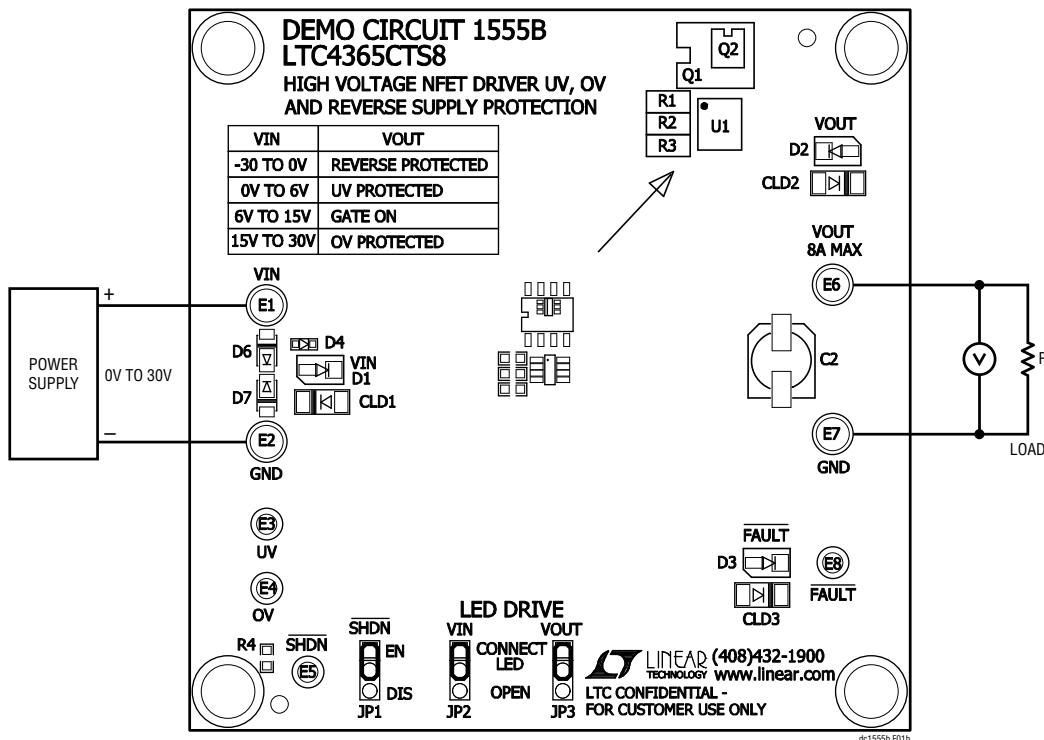 DEMO CIRCUIT 1555B
LTC4365CTS8
HIGH VOLTAGE NFET DRIVER UV, OV
AND REVERSE SUPPLY PROTECTION
VIN VOUT
-30 TO 0V REVERSE PROTECTED
0V TO 6V UV PROTECTED
6V TO 15V GATE ON
15V TO 30V OV PROTECTED
Q2
Q1
R1
R2
R3
U1
VOUT
D2
CLD2
VOUT
8A MAX
E6
VIN
E1
+
POWER
SUPPLY
0V TO 30V
–
D6
D4
VIN
D1
D7
CLD1
E2
GND
C2
V
R
E7
GND
LOAD
E3
UV
E4
OV
FAULT
D3
E8
FAULT
CLD3
R4
SHDN
E5
SHDN
EN
DIS
JP1
LED DRIVE
VIN VOUT
CONNECT
LED
OPEN
JP2 JP3
LINEAR
TECHNOLOGY
(408)432-1900
www.linear.com
LTC CONFIDENTIAL -
FOR CUSTOMER USE ONLY
dc1555b F01b